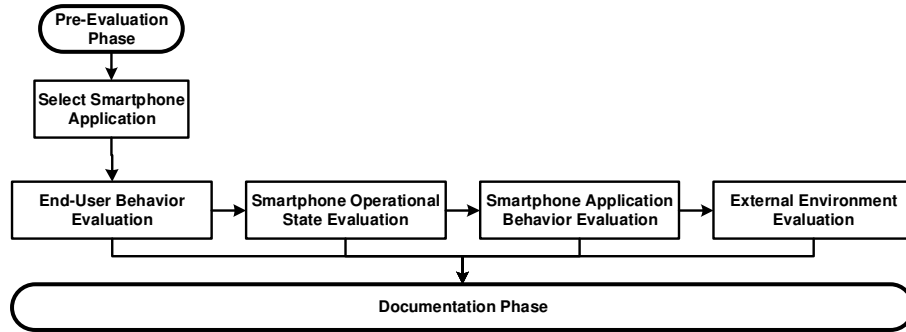 Pre-Evaluation
Phase
Select Smartphone
Application
End-User Behavior
Evaluation
Smartphone Operational
State Evaluation
Smartphone Application
Behavior Evaluation
External Environment
Evaluation
Documentation Phase